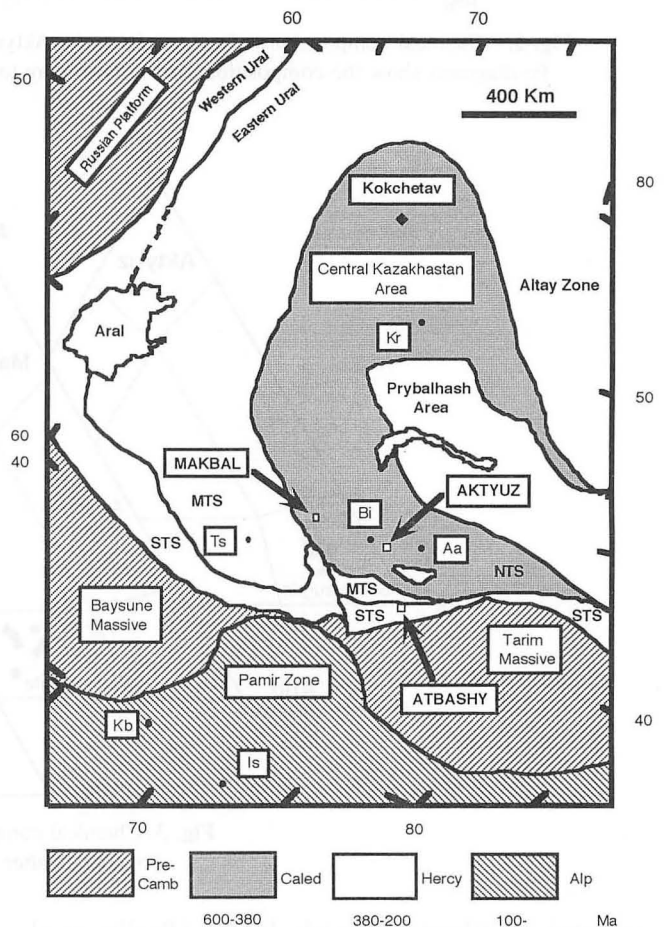 60
70
50
Russian Platform
Western Ural
Eastern Ural
400 Km
80
Kokchetav
Central Kazakhastan
Area
Altay Zone
Aral
Kr
Prybalhash
Area
50
60
40
MAKBAL
AKTYUZ
MTS
Bi
STS
Ts
Aa
NTS
MTS
STS
STS
Baysune
Massive
Tarim
Massive
Pamir Zone
ATBASHY
Kb
40
Is
70
80
Pre-
Camb
Caled
Hercy
Alp
600-380
380-200
100-
Ma